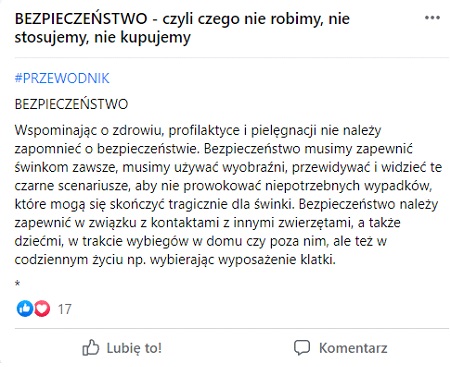 BEZPIECZEŃSTWO - czyli czego nie robimy, nie
stosujemy, nie kupujemy
#PRZEWODNIK
BEZPIECZEŃSTWO
Wspominając o zdrowiu, profilaktyce i pielęgnacji nie należy
zapomnieć o bezpieczeństwie. Bezpieczeństwo musimy zapewnić
świnkom zawsze, musimy używać wyobraźni, przewidywać i widzieć te
czarne scenariusze, aby nie prowokować niepotrzebnych wypadków,
które mogą się skończyć tragicznie dla świnki. Bezpieczeństwo należy
zapewnić w związku z kontaktami z innymi zwierzętami, a także
dziećmi, w trakcie wybiegów w domu czy poza nim, ale też w
codziennym życiu np. wybierając wyposażenie klatki.
*
17
Lubię to!
Komentarz